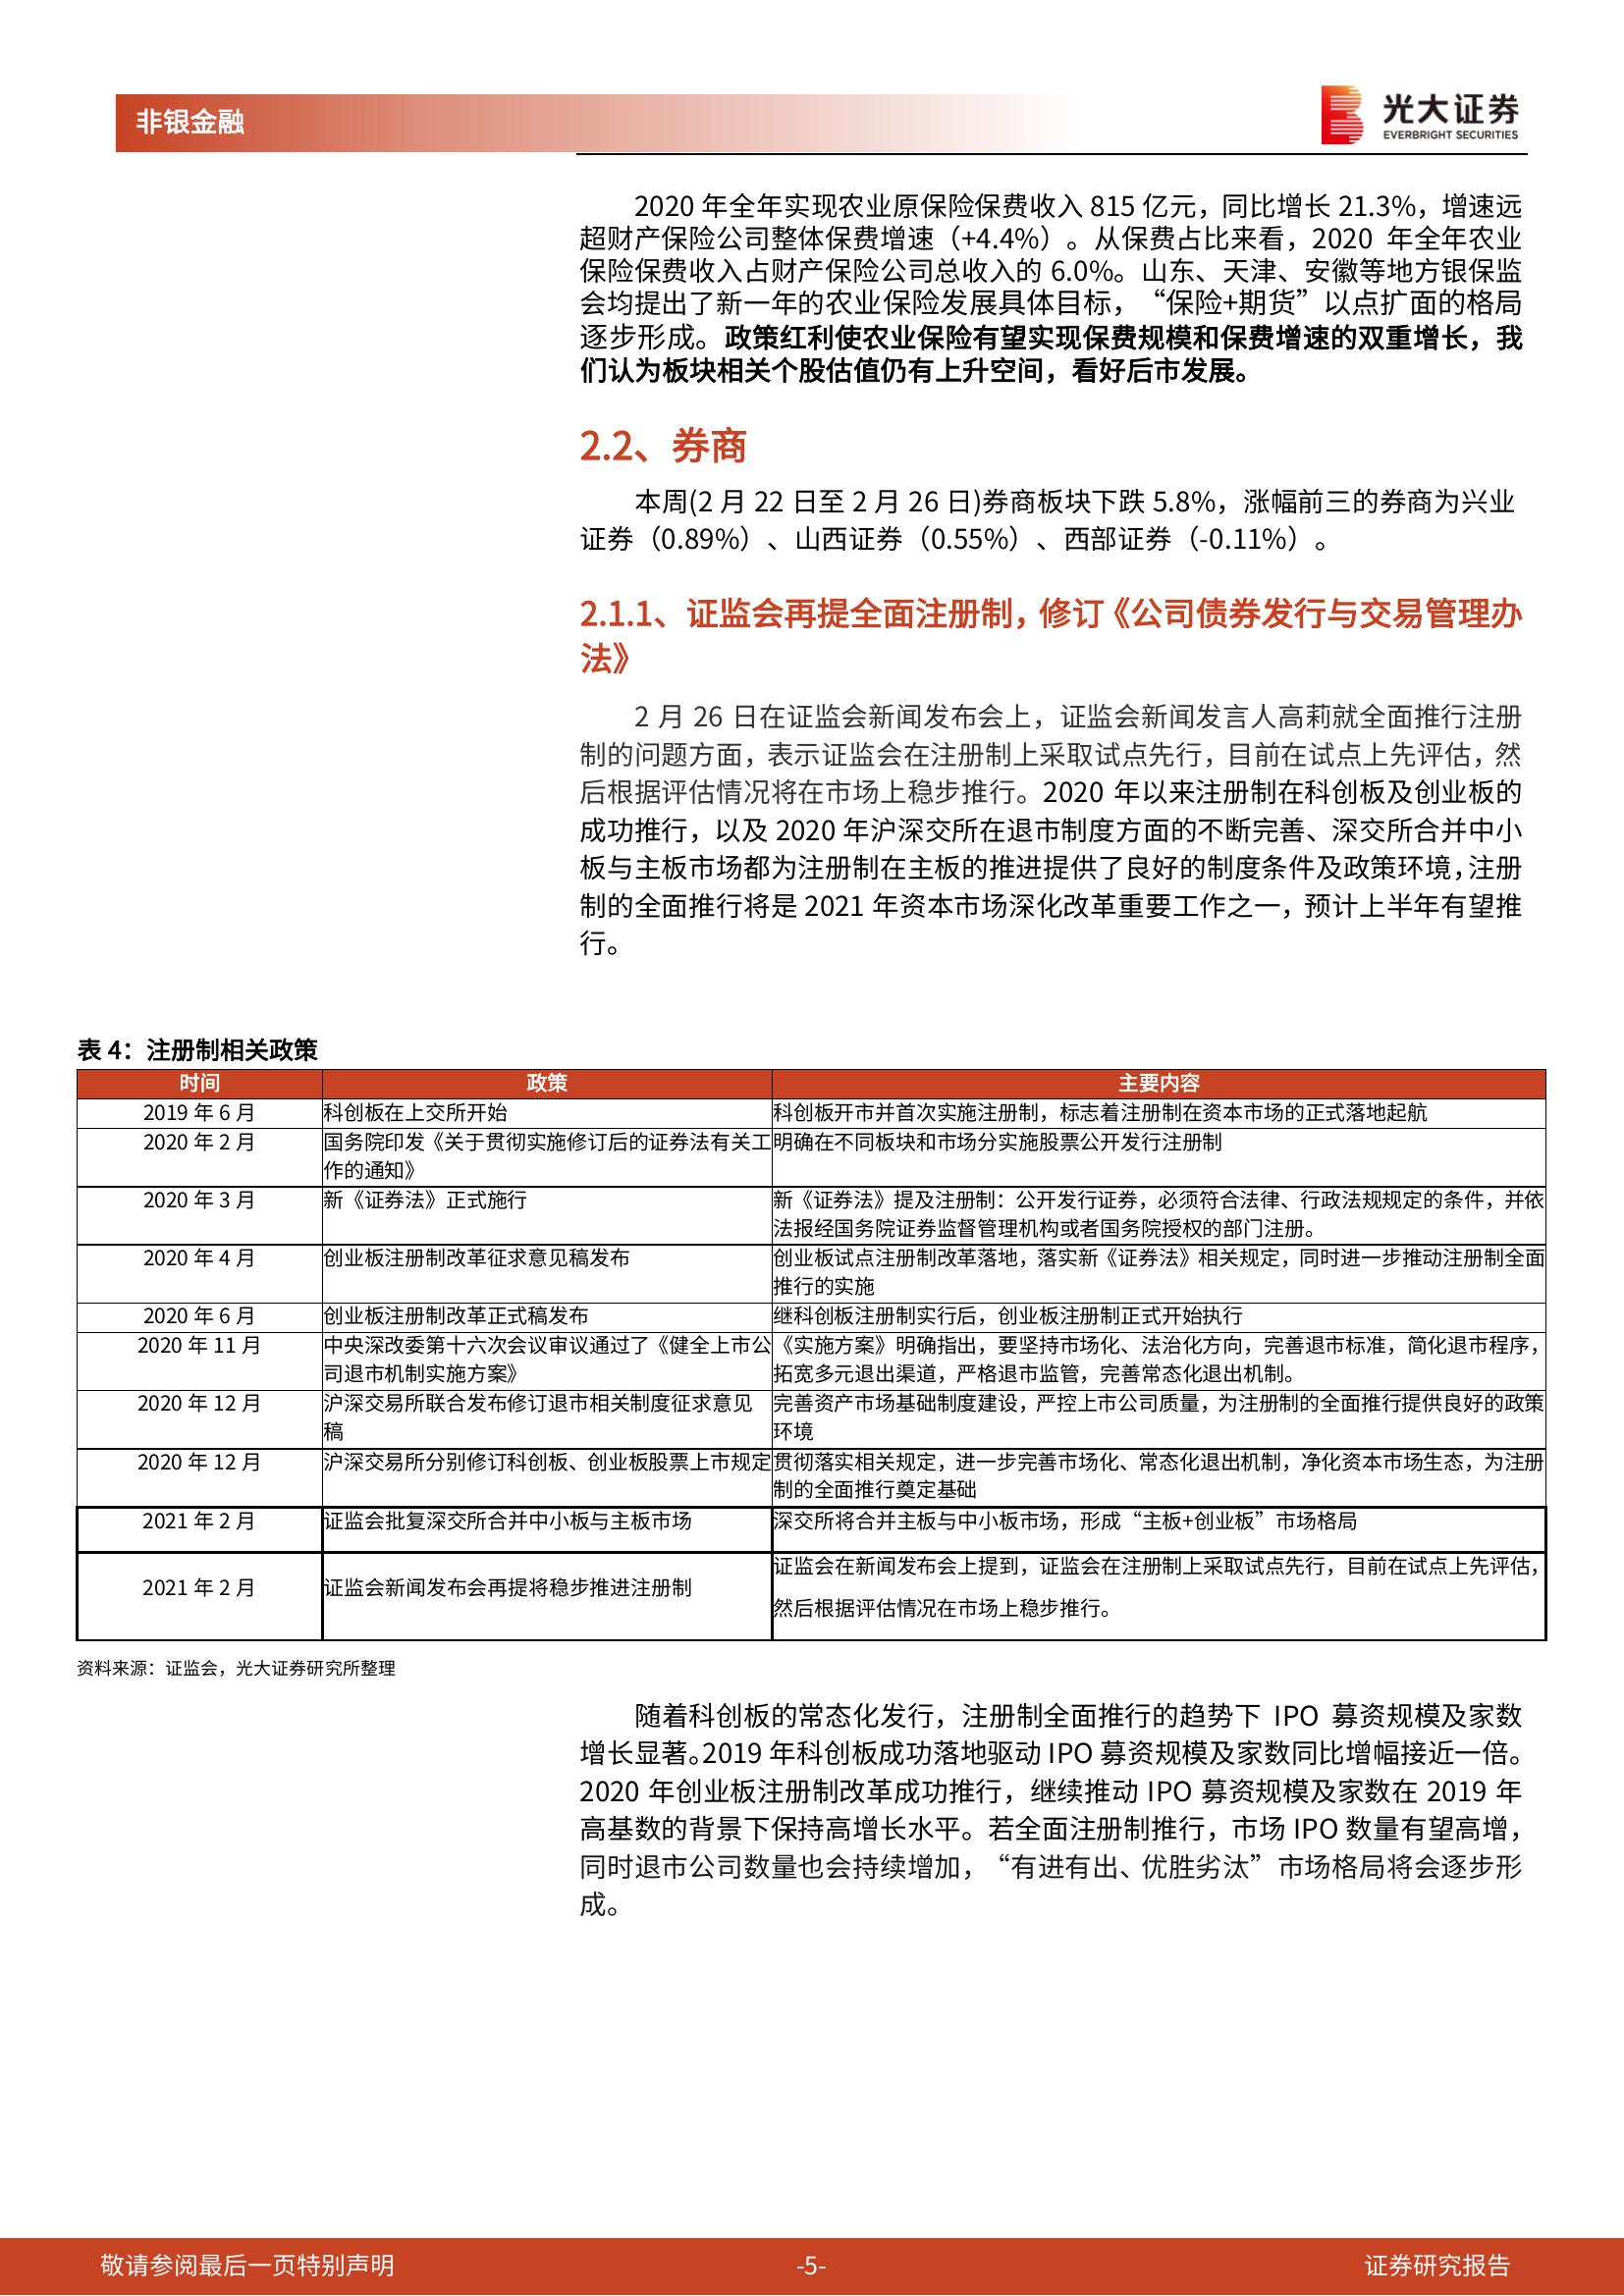 非银金融
光大证券
EVERBRIGHT SECURITIES
2020 年全年实现农业原保险保费收入 815 亿元，同比增长 21.3%，增速远
超财产保险公司整体保费增速（+4.4%）。从保费占比来看，2020 年全年农业
保险保费收入占财产保险公司总收入的 6.0%。山东、天津、安徽等地方银保监
会均提出了新一年的农业保险发展具体目标，“保险+期货”以点扩面的格局
逐步形成。政策红利使农业保险有望实现保费规模和保费增速的双重增长，我
们认为板块相关个股估值仍有上升空间，看好后市发展。
2.2、券商
本周(2 月 22 日至 2 月 26 日)券商板块下跌 5.8%，涨幅前三的券商为兴业
证券（0.89%）、山西证券（0.55%）、西部证券（-0.11%）。
2.1.1、证监会再提全面注册制，修订《公司债券发行与交易管理办
法》
2 月 26 日在证监会新闻发布会上，证监会新闻发言人高莉就全面推行注册
制的问题方面，表示证监会在注册制上采取试点先行，目前在试点上先评估，然
后根据评估情况将在市场上稳步推行。2020 年以来注册制在科创板及创业板的
成功推行，以及 2020 年沪深交所在退市制度方面的不断完善、深交所合并中小
板与主板市场都为注册制在主板的推进提供了良好的制度条件及政策环境，注册
制的全面推行将是 2021 年资本市场深化改革重要工作之一，预计上半年有望推
行。
表 4：注册制相关政策
时间 政策 主要内容
2019 年 6 月 科创板在上交所开始 科创板开市并首次实施注册制，标志着注册制在资本市场的正式落地起航
2020 年 2 月 国务院印发《关于贯彻实施修订后的证券法有关工 明确在不同板块和市场分实施股票公开发行注册制
作的通知》
2020 年 3 月 新《证券法》正式施行 新《证券法》提及注册制：公开发行证券，必须符合法律、行政法规规定的条件，并依
法报经国务院证券监督管理机构或者国务院授权的部门注册。
2020 年 4 月 创业板注册制改革征求意见稿发布 创业板试点注册制改革落地，落实新《证券法》相关规定，同时进一步推动注册制全面
推行的实施
2020 年 6 月 创业板注册制改革正式稿发布 继科创板注册制实行后，创业板注册制正式开始执行
2020 年 11 月 中央深改委第十六次会议审议通过了《健全上市公 《实施方案》明确指出，要坚持市场化、法治化方向，完善退市标准，简化退市程序，
司退市机制实施方案》 拓宽多元退出渠道，严格退市监管，完善常态化退出机制。
2020 年 12 月 沪深交易所联合发布修订退市相关制度征求意见 完善资产市场基础制度建设，严控上市公司质量，为注册制的全面推行提供良好的政策
稿 环境
2020 年 12 月 沪深交易所分别修订科创板、创业板股票上市规定 贯彻落实相关规定，进一步完善市场化、常态化退出机制，净化资本市场生态，为注册
制的全面推行奠定基础
2021 年 2 月 证监会批复深交所合并中小板与主板市场 深交所将合并主板与中小板市场，形成“主板+创业板”市场格局
2021 年 2 月 证监会新闻发布会再提将稳步推进注册制 证监会在新闻发布会上提到，证监会在注册制上采取试点先行，目前在试点上先评估，
然后根据评估情况在市场上稳步推行。
资料来源：证监会，光大证券研究所整理
随着科创板的常态化发行，注册制全面推行的趋势下 IPO 募资规模及家数
增长显著。2019 年科创板成功落地驱动 IPO 募资规模及家数同比增幅接近一倍。
2020 年创业板注册制改革成功推行，继续推动 IPO 募资规模及家数在 2019 年
高基数的背景下保持高增长水平。若全面注册制推行，市场 IPO 数量有望高增，
同时退市公司数量也会持续增加，“有进有出、优胜劣汰”市场格局将会逐步形
成。
敬请参阅最后一页特别声明 -5- 证券研究报告